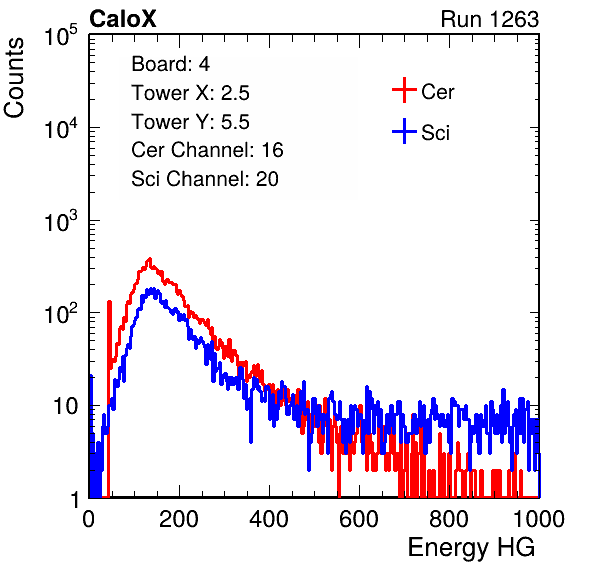 CaloX Run 1263
Counts
10^5
10^4
10^3
10^2
10
1
Board: 4
Tower X: 2.5
Tower Y: 5.5
Cer Channel: 16
Sci Channel: 20
Cer
Sci
0 200 400 600 800 1000
Energy HG